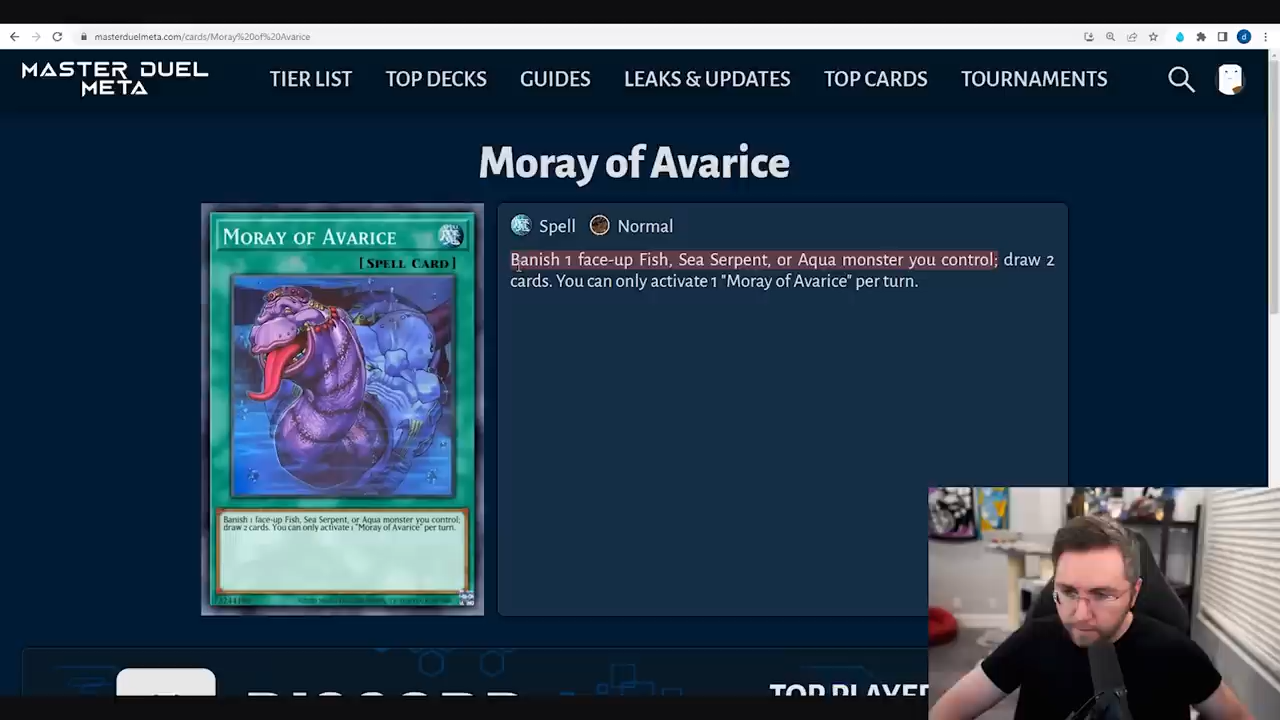 masterduelmeta.com/cards/Moray%20of%20Avarice
d
MASTER DUEL
META
TIER LIST
TOP DECKS
GUIDES
LEAKS & UPDATES
TOP CARDS
TOURNAMENTS
Moray of Avarice
MORAY OF AVARICE
[SPELL CARD]
Banish 1 face-up Fish, Sea Serpent, or Aqua monster you control;
draw 2 cards. You can only activate 1 "Moray of Avarice" per turn.
Spell
Normal
Banish 1 face-up Fish, Sea Serpent, or Aqua monster you control; draw 2
cards. You can only activate 1 "Moray of Avarice" per turn.
DISCORD
TOP PLAYER